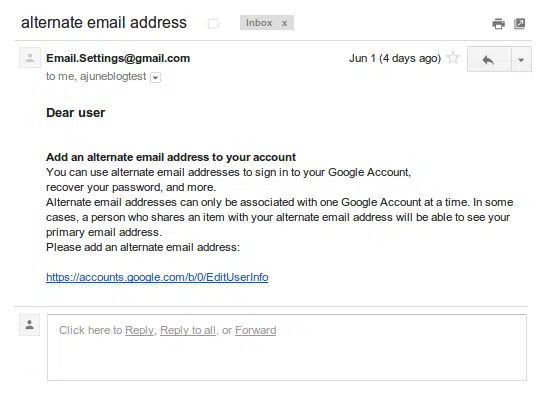 alternate email address Inbox x
Email.Settings@gmail.com Jun 1 (4 days ago)
to me, ajuneblogtest
Dear user
Add an alternate email address to your account
You can use alternate email addresses to sign in to your Google Account,
recover your password, and more.
Alternate email addresses can only be associated with one Google Account at a time. In some
cases, a person who shares an item with your alternate email address will be able to see your
primary email address.
Please add an alternate email address:
https://accounts.google.com/b/0/EditUserInfo
Click here to Reply, Reply to all, or Forward